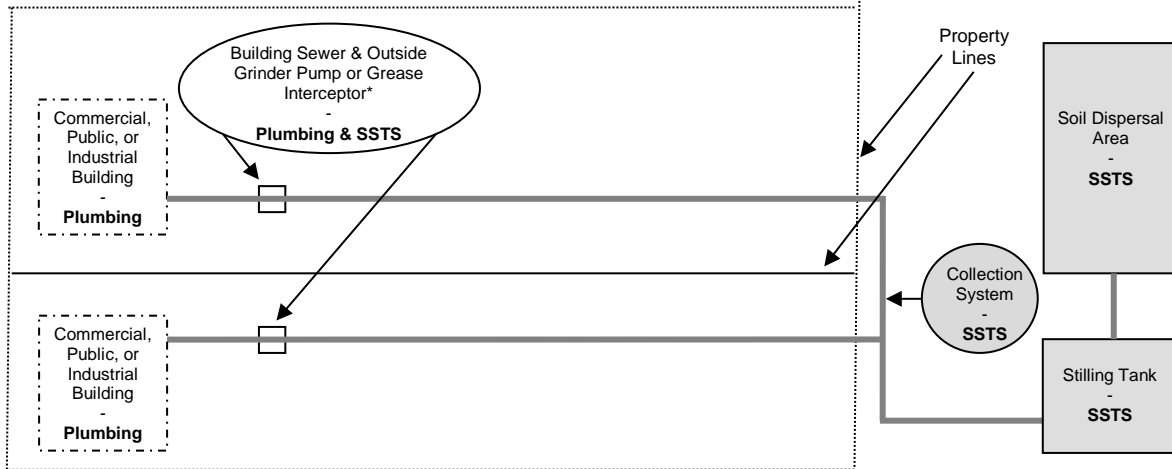 Building Sewer & Outside
Grinder Pump or Grease
Interceptor*
-
Plumbing & SSTS
Property
Lines
Commercial,
Public, or
Industrial
Building
-
Plumbing
Soil Dispersal
Area
-
SSTS
Collection
System
-
SSTS
Commercial,
Public, or
Industrial
Building
-
Plumbing
Stilling Tank
-
SSTS